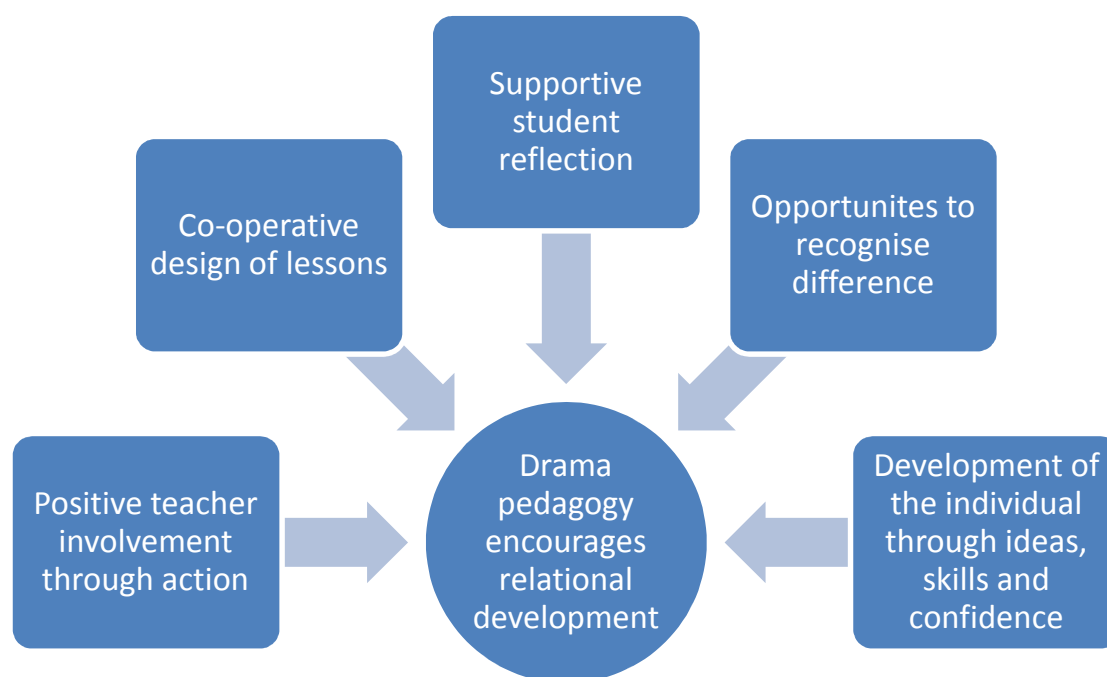 Supportive
student
reflection
Co-operative
design of lessons
Opportunites to
recognise
difference
Positive teacher
involvement
through action
Drama
pedagogy
encourages
relational
development
Development of
the individual
through ideas,
skills and
confidence